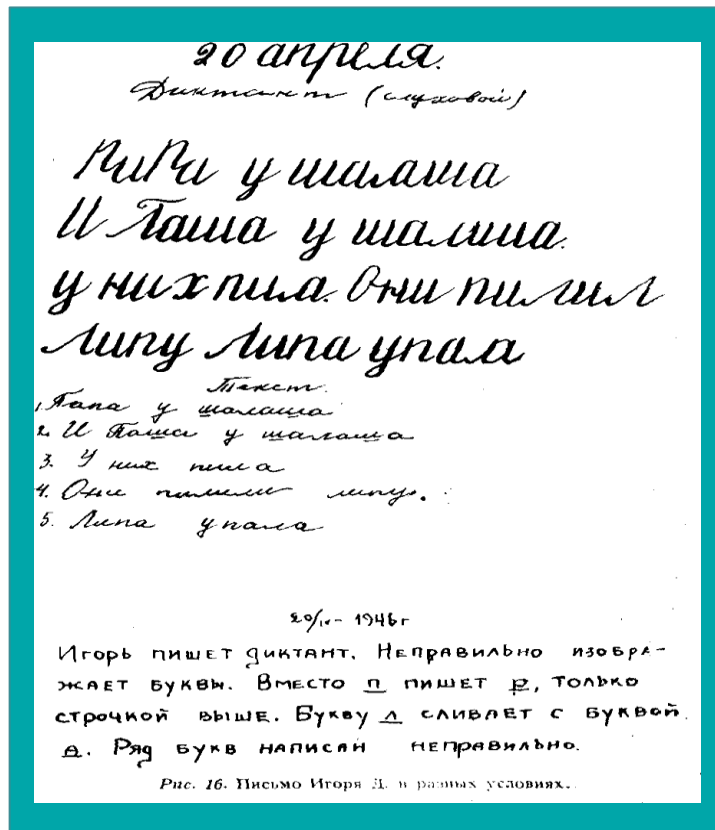 20 апреля.
Диктант (слуховой)
РиРа у шалаша
И Паша у шалаша.
у них пила. Они пилил
липу липа упала
Текст.
1. Папа у шалаша
2. И Паша у шалаша
3. У них пила
4. Они пилили липу.
5. Липа упала
20/IV – 1946 г
Игорь пишет диктант. Неправильно изобра-
жает буквы. Вместо п пишет р, только
строчкой выше. Букву л сливает с буквой
а. Ряд букв написан неправильно.
Рис. 16. Письмо Игоря Д. в разных условиях.